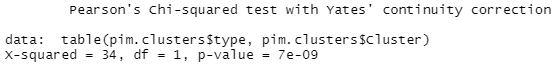 Pearson's Chi-squared test with Yates' continuity correction
data:  table(pim.clusters$type, pim.clusters$cluster)
X-squared = 34, df = 1, p-value = 7e-09